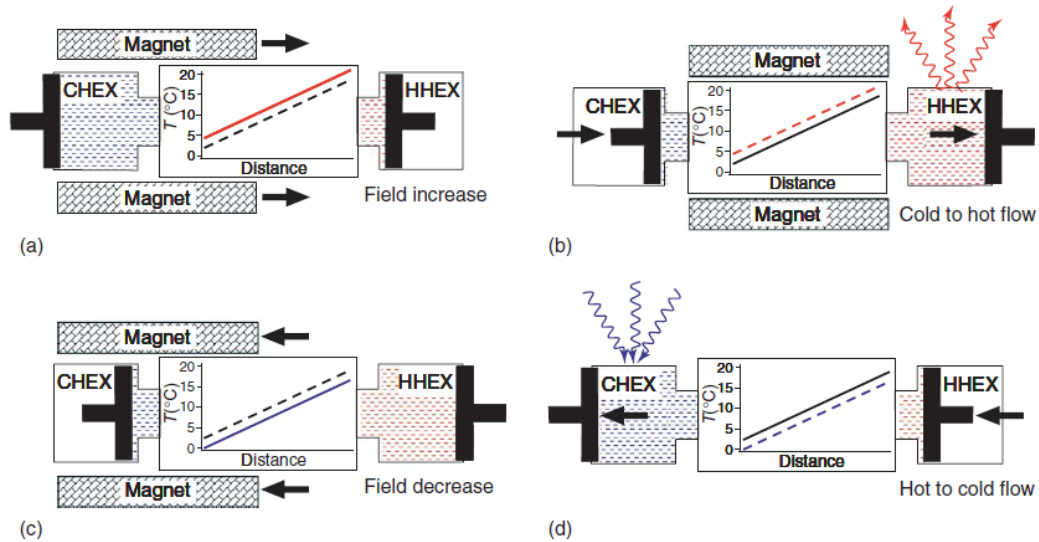 Magnet
CHEX
HHEX
20
15
10
5
0
T (°C)
Distance
Magnet
Field increase
(a)
Magnet
CHEX
HHEX
20
15
10
5
0
T(°C)
Distance
Magnet
Cold to hot flow
(b)
Magnet
CHEX
HHEX
20
15
10
5
0
T(°C)
Distance
Magnet
Field decrease
(c)
CHEX
HHEX
20
15
10
5
0
T(°C)
Distance
Hot to cold flow
(d)